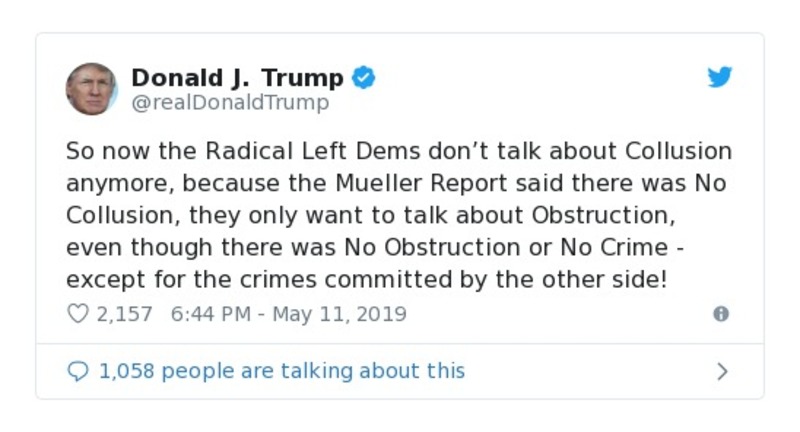 Donald J. Trump
@realDonaldTrump
So now the Radical Left Dems don’t talk about Collusion
anymore, because the Mueller Report said there was No
Collusion, they only want to talk about Obstruction,
even though there was No Obstruction or No Crime -
except for the crimes committed by the other side!
2,157 6:44 PM - May 11, 2019
1,058 people are talking about this